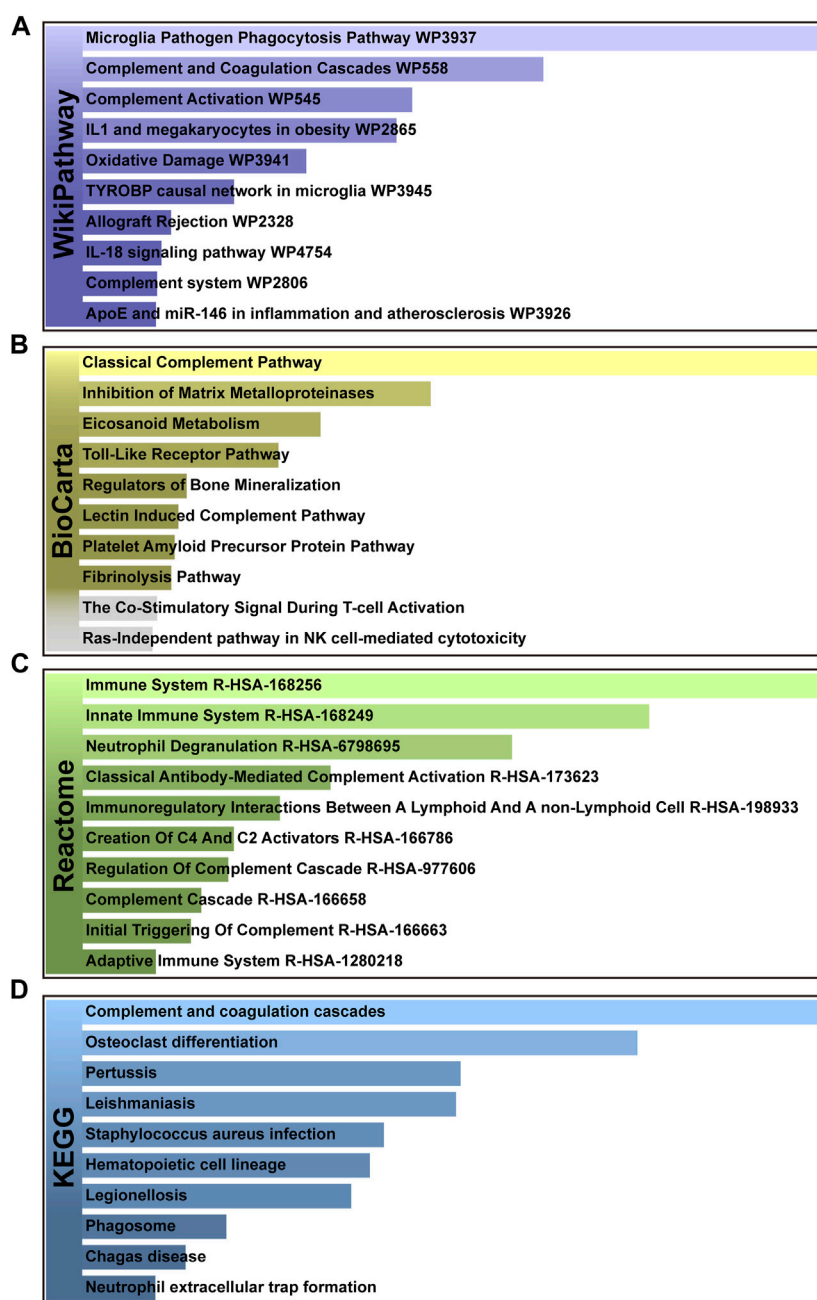 A
WikiPathway
Microglia Pathogen Phagocytosis Pathway WP3937
Complement and Coagulation Cascades WP558
Complement Activation WP545
IL1 and megakaryocytes in obesity WP2865
Oxidative Damage WP3941
TYROBP causal network in microglia WP3945
Allograft Rejection WP2328
IL-18 signaling pathway WP4754
Complement system WP2806
ApoE and miR-146 in inflammation and atherosclerosis WP3926
B
BioCarta
Classical Complement Pathway
Inhibition of Matrix Metalloproteinases
Eicosanoid Metabolism
Toll-Like Receptor Pathway
Regulators of Bone Mineralization
Lectin Induced Complement Pathway
Platelet Amyloid Precursor Protein Pathway
Fibrinolysis Pathway
The Co-Stimulatory Signal During T-cell Activation
Ras-Independent pathway in NK cell-mediated cytotoxicity
C
Reactome
Immune System R-HSA-168256
Innate Immune System R-HSA-168249
Neutrophil Degranulation R-HSA-6798695
Classical Antibody-Mediated Complement Activation R-HSA-173623
Immunoregulatory Interactions Between A Lymphoid And A non-Lymphoid Cell R-HSA-198933
Creation Of C4 And C2 Activators R-HSA-166786
Regulation Of Complement Cascade R-HSA-977606
Complement Cascade R-HSA-166658
Initial Triggering Of Complement R-HSA-166663
Adaptive Immune System R-HSA-1280218
D
KEGG
Complement and coagulation cascades
Osteoclast differentiation
Pertussis
Leishmaniasis
Staphylococcus aureus infection
Hematopoietic cell lineage
Legionellosis
Phagosome
Chagas disease
Neutrophil extracellular trap formation